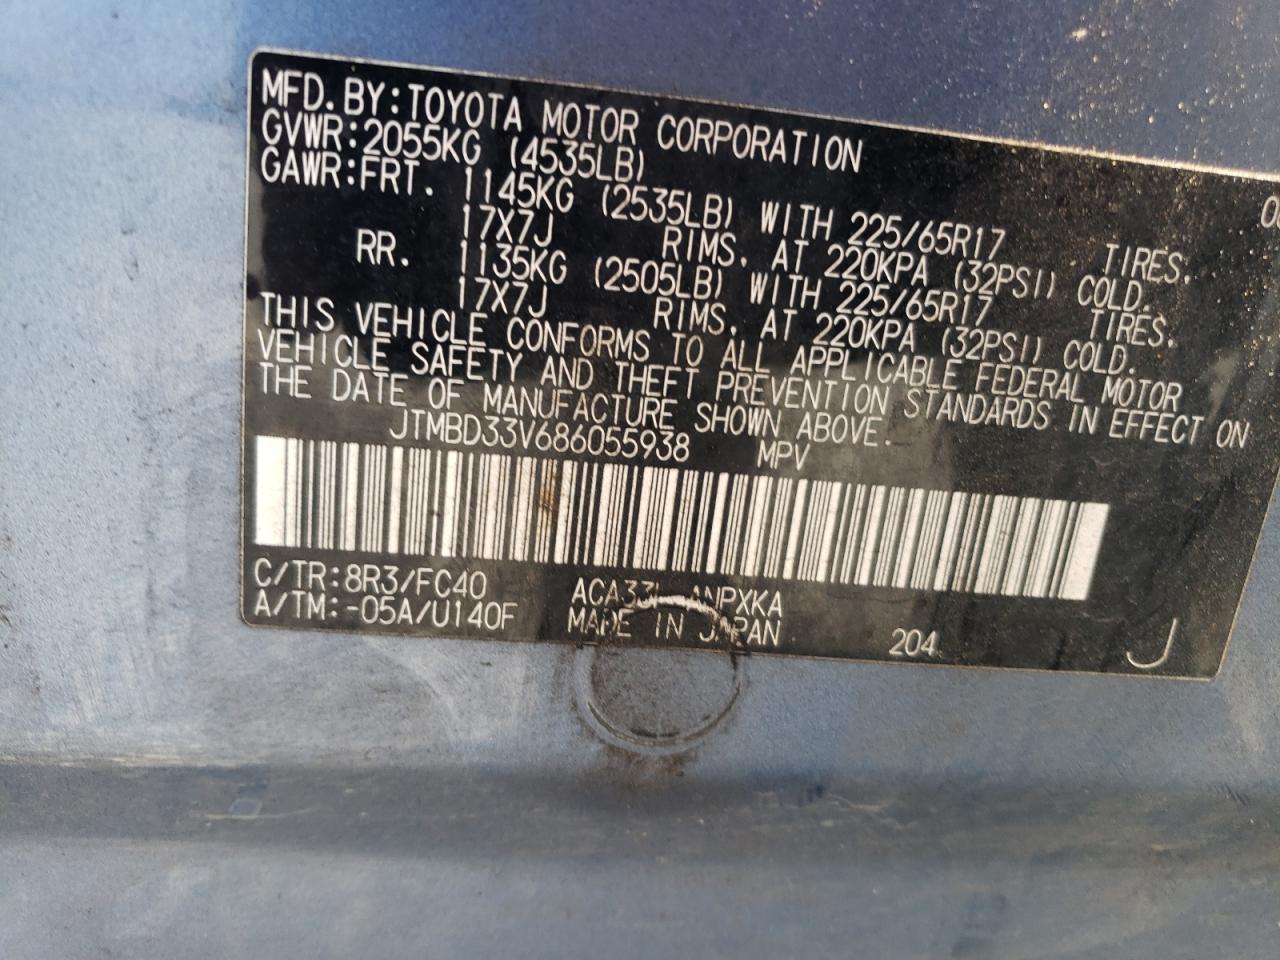 MFD.BY:TOYOTA MOTOR CORPORATION
GVWR:2055KG (4535LB)
GAWR:FRT. 1145KG (2535LB) WITH 225/65R17 TIRES,
17X7J RIMS, AT 220KPA (32PSI) COLD.
RR. 1135KG (2505LB) WITH 225/65R17 TIRES,
17X7J RIMS, AT 220KPA (32PSI) COLD.
THIS VEHICLE CONFORMS TO ALL APPLICABLE FEDERAL MOTOR
VEHICLE SAFETY AND THEFT PREVENTION STANDARDS IN EFFECT ON
THE DATE OF MANUFACTURE SHOWN ABOVE.
JTMBD33V686055938 MPV
C/TR:8R3/FC40
A/TM:-05A/U140F MADE IN JAPAN 204 J